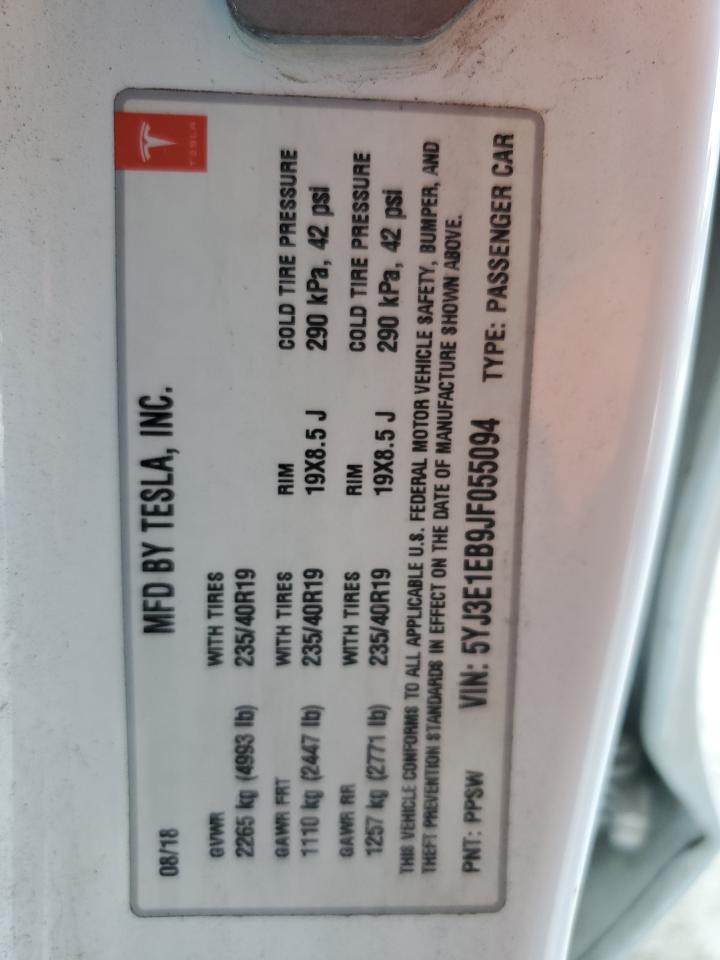 TESLA
08/18 MFD BY TESLA, INC.
GVWR WITH TIRES
2265 kg (4993 lb) 235/40R19
GAWR FRT WITH TIRES RIM COLD TIRE PRESSURE
1110 kg (2447 lb) 235/40R19 19X8.5 J 290 kPa, 42 psi
GAWR RR WITH TIRES RIM COLD TIRE PRESSURE
1257 kg (2771 lb) 235/40R19 19X8.5 J 290 kPa, 42 psi
THIS VEHICLE CONFORMS TO ALL APPLICABLE U.S. FEDERAL MOTOR VEHICLE SAFETY, BUMPER, AND
THEFT PREVENTION STANDARDS IN EFFECT ON THE DATE OF MANUFACTURE SHOWN ABOVE.
PNT: PPSW VIN: 5YJ3E1EB9JF055094 TYPE: PASSENGER CAR